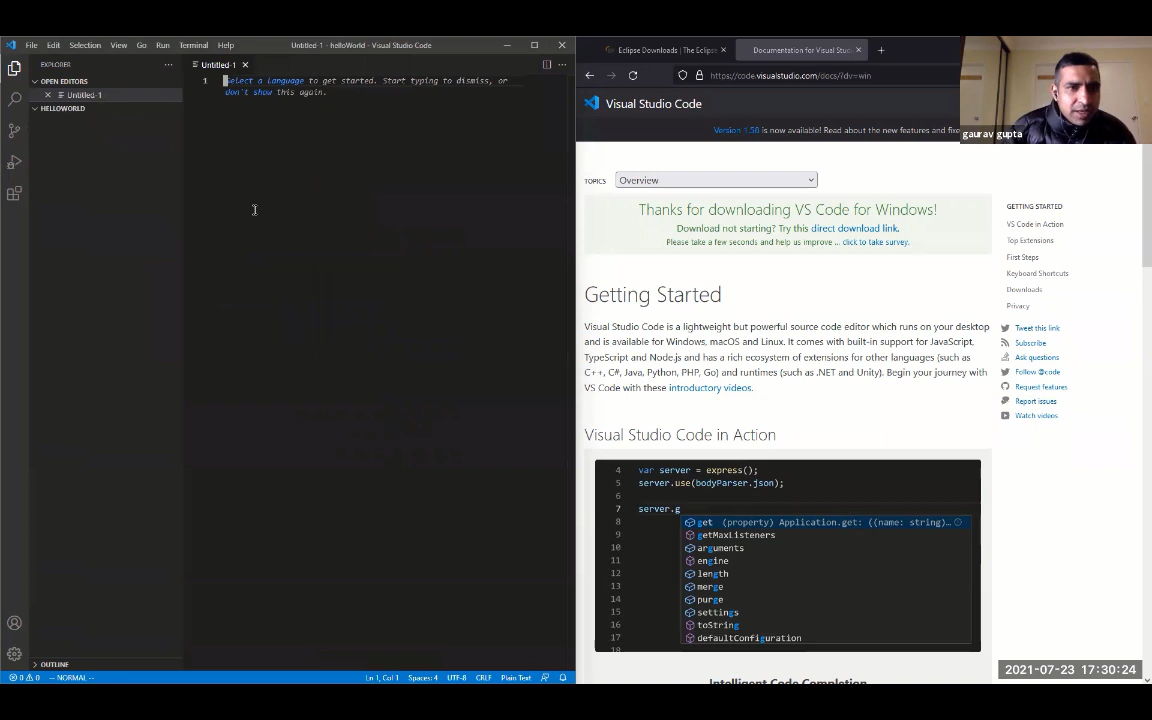 File Edit Selection View Go Run Terminal Help
Untitled-1 - helloWorld - Visual Studio Code
EXPLORER
OPEN EDITORS
Untitled-1
HELLOWORLD
OUTLINE
Untitled-1
1 Select a language to get started. Start typing to dismiss, or
don't show this again.
0 0 -- NORMAL --
Ln 1, Col 1 Spaces: 4 UTF-8 CRLF Plain Text
Eclipse Downloads | The Eclips
Documentation for Visual Stud
https://code.visualstudio.com/docs/?dv=win
Visual Studio Code
Version 1.58 is now available! Read about the new features and fixe
gaurav gupta
TOPICS Overview
Thanks for downloading VS Code for Windows!
Download not starting? Try this direct download link.
Please take a few seconds and help us improve ... click to take survey.
Getting Started
Visual Studio Code is a lightweight but powerful source code editor which runs on your desktop
and is available for Windows, macOS and Linux. It comes with built-in support for JavaScript,
TypeScript and Node.js and has a rich ecosystem of extensions for other languages (such as
C++, C#, Java, Python, PHP, Go) and runtimes (such as .NET and Unity). Begin your journey with
VS Code with these introductory videos.
Visual Studio Code in Action
4 var server = express();
5 server.use(bodyParser.json);
6
7 server.g
8 get (property) Application.get: ((name: string)…
9 getMaxListeners
10 arguments
11 engine
12 length
13 merge
14 purge
15 settings
16 toString
17 defaultConfiguration
18
Intelligent Code Completion
GETTING STARTED
VS Code in Action
Top Extensions
First Steps
Keyboard Shortcuts
Downloads
Privacy
Tweet this link
Subscribe
Ask questions
Follow @code
Request features
Report issues
Watch videos
2021-07-23 17:30:24